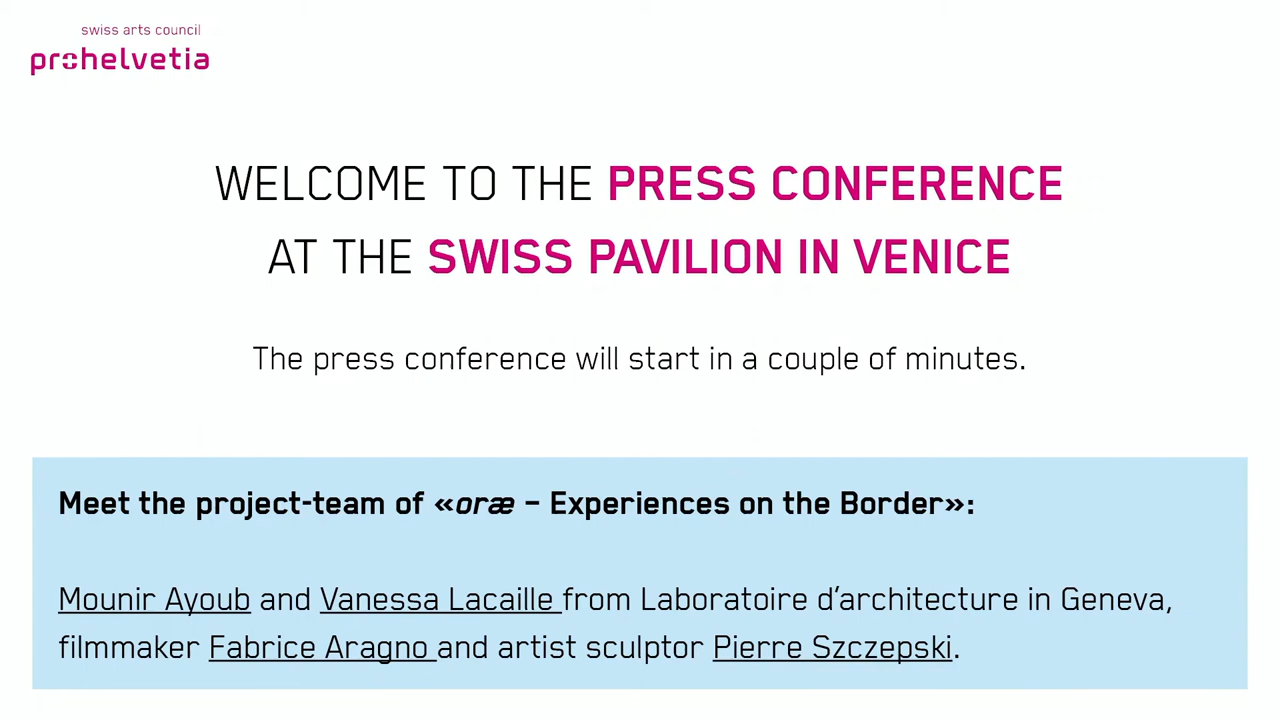 swiss arts council
prohelvetia
WELCOME TO THE PRESS CONFERENCE
AT THE SWISS PAVILION IN VENICE
The press conference will start in a couple of minutes.
Meet the project-team of «oræ – Experiences on the Border»:
Mounir Ayoub and Vanessa Lacaille from Laboratoire d'architecture in Geneva,
filmmaker Fabrice Aragno and artist sculptor Pierre Szczepski.